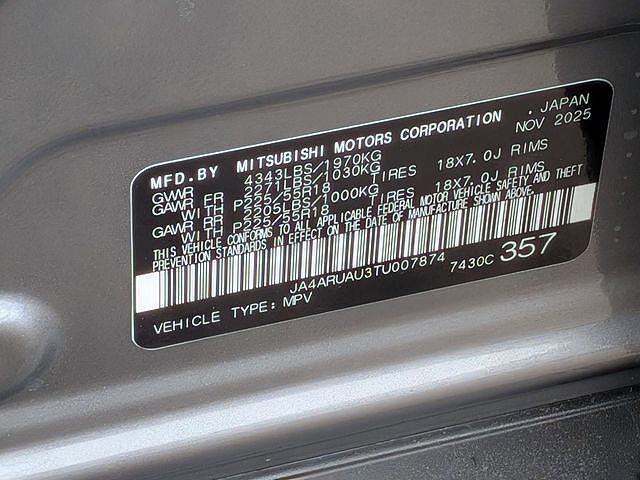 MFD.BY MITSUBISHI MOTORS CORPORATION . JAPAN
NOV 2025
GVWR 4343LBS/1970KG
GAWR FR 2271LBS/1030KG
WITH P225/55R18 TIRES 18X7.0J RIMS
GAWR RR 2205LBS/1000KG
WITH P225/55R18 TIRES 18X7.0J RIMS
THIS VEHICLE CONFORMS TO ALL APPLICABLE FEDERAL MOTOR VEHICLE SAFETY AND THEFT
PREVENTION STANDARDS IN EFFECT ON THE DATE OF MANUFACTURE SHOWN ABOVE.
JA4ARUAU3TU007874 7430C 357
VEHICLE TYPE: MPV